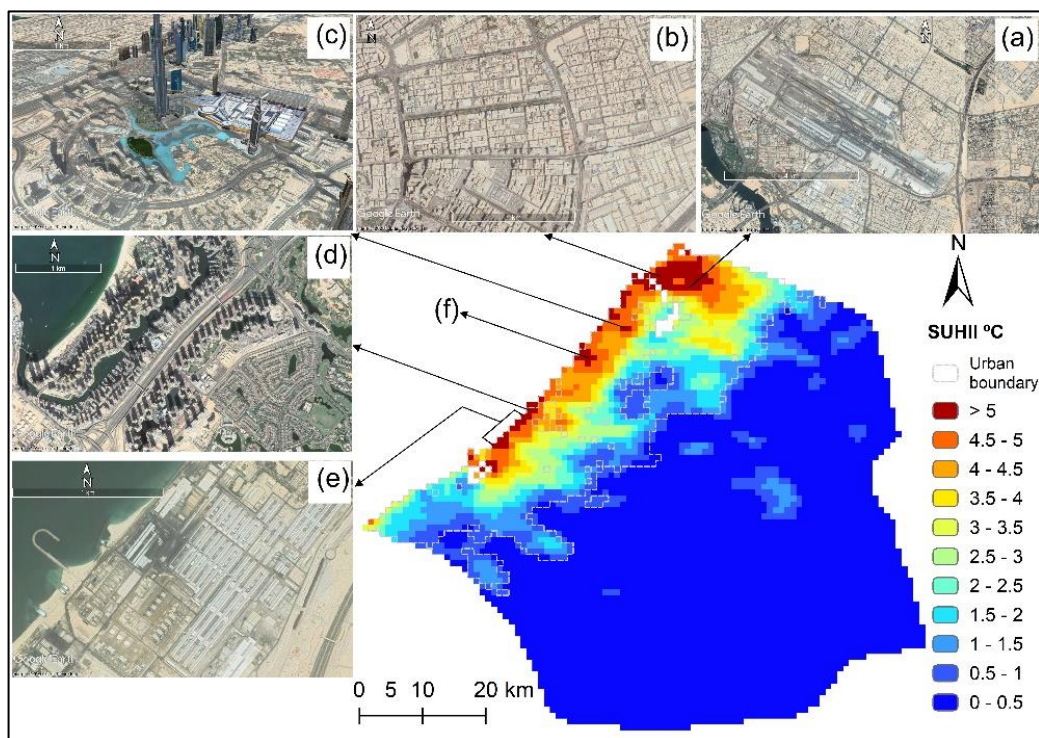 (c)
1 km
Google Earth
N
(b)
Google Earth
N
(a)
Google Earth
(d)
N
1 km
Google Earth
(e)
N
Google Earth
(f)
N
SUHII ºC
Urban
boundary
> 5
4.5 - 5
4 - 4.5
3.5 - 4
3 - 3.5
2.5 - 3
2 - 2.5
1.5 - 2
1 - 1.5
0.5 - 1
0 - 0.5
0 5 10 20 km